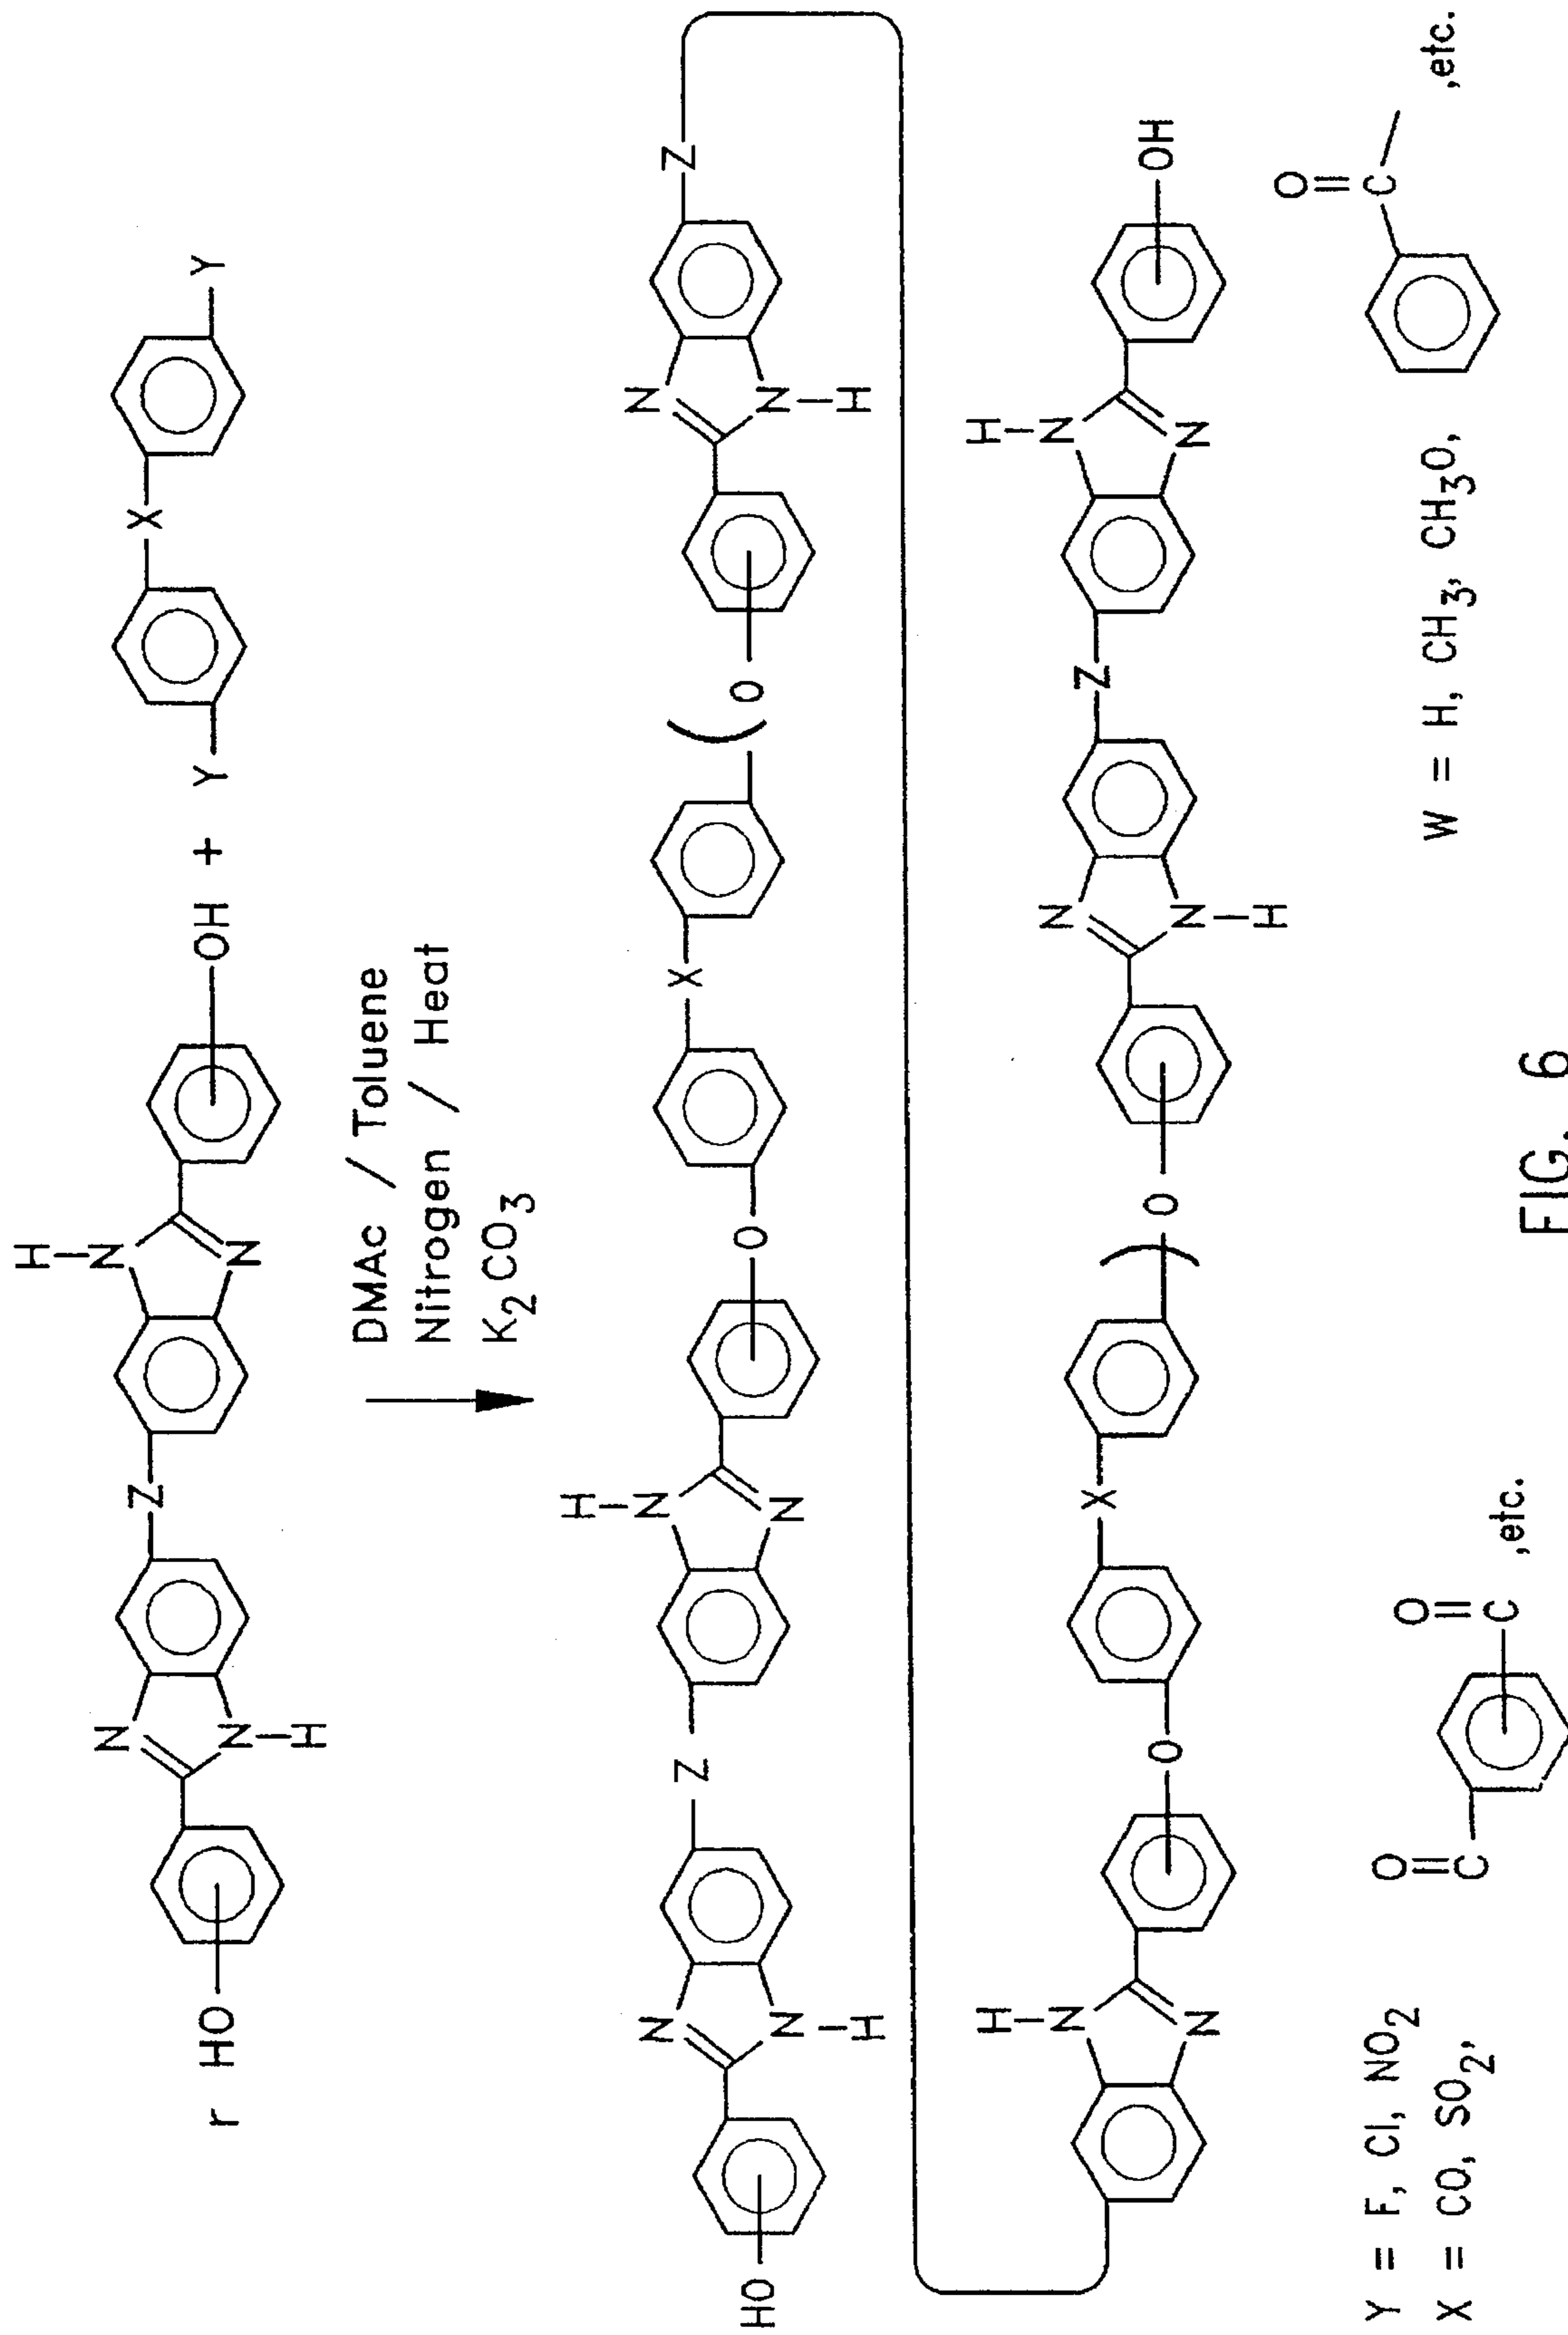 H
N
N
r HO
Z
OH + Y
X
Y
N
H
N
DMAc / Toluene
Nitrogen / Heat
K₂CO₃
H
N
N
HO
Z
O
X
( O
Z
N
H
N
N
H
H
N
N
O
X
) O
Z
OH
N
H
N
N
Y = F, Cl, NO₂
X = CO, SO₂,
O
C
O
C
,etc.
W = H, CH₃, CH₃O,
O
C
,etc.
FIG. 6